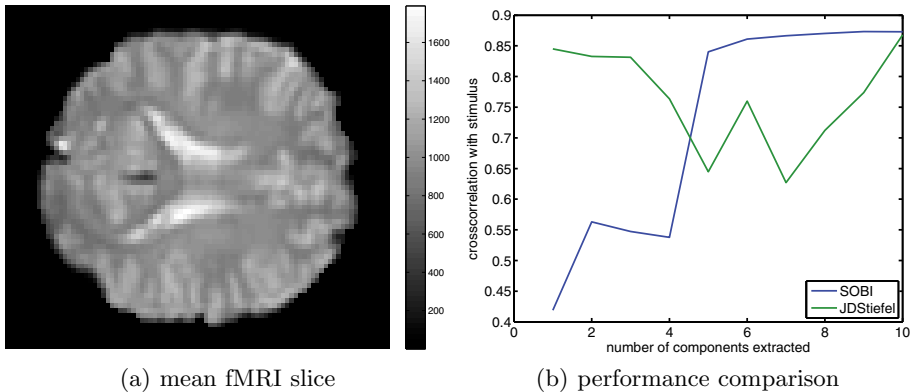 1600
1400
1200
1000
800
600
400
200
(a) mean fMRI slice
0.9
0.85
0.8
0.75
0.7
0.65
0.6
0.55
0.5
0.45
0.4
crosscorrelation with stimulus
0 2 4 6 8 10
number of components extracted
SOBI
JDStiefel
(b) performance comparison